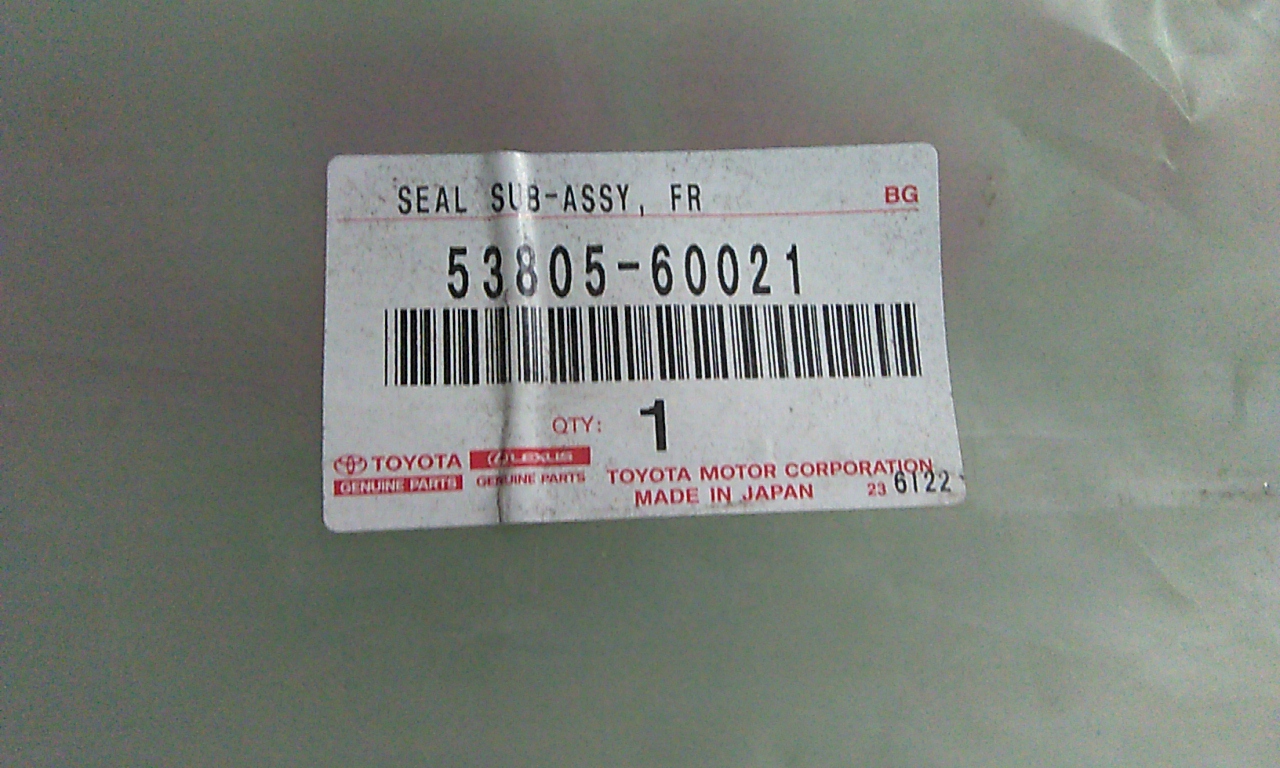 SEAL SUB-ASSY, FR BG
53805-60021
QTY: 1
TOYOTA LEXUS
GENUINE PARTS GENUINE PARTS
TOYOTA MOTOR CORPORATION
MADE IN JAPAN 23 6T22